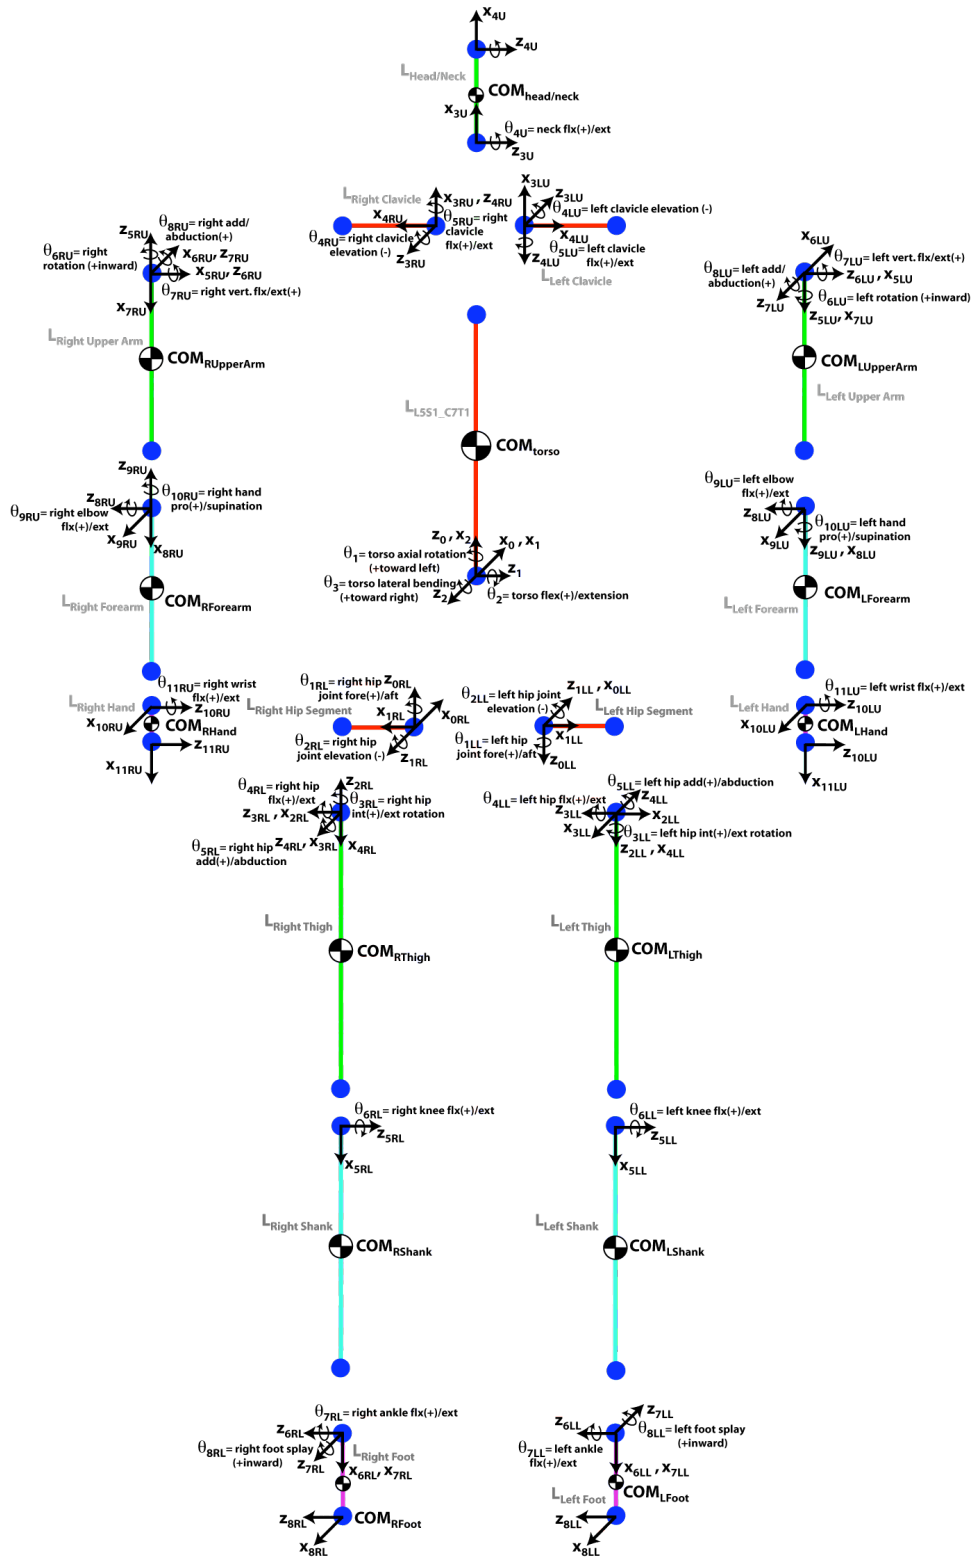 x4U
z4U
LHead/Neck
COMhead/neck
x3U
θ4U= neck flx(+)/ext
z3U
LRight Clavicle
x3RU , z4RU
x4RU
θ5RU= right
clavicle
flx(+)/ext
θ4RU= right clavicle
elevation (-)
z3RU
x3LU
z3LU
θ4LU= left clavicle elevation (-)
x4LU
θ5LU= left clavicle
flx(+)/ext
z4LU
LLeft Clavicle
θ8RU= right add/
abduction(+)
z5RU
θ6RU= right
rotation (+inward)
x6RU, z7RU
x5RU, z6RU
θ7RU= right vert. flx/ext(+)
x7RU
LRight Upper Arm
COMRUpperArm
x6LU
θ7LU= left vert. flx/ext(+)
θ8LU= left add/
abduction(+)
z6LU, x5LU
z7LU
θ6LU= left rotation (+inward)
z5LU, x7LU
COMLUpperArm
LLeft Upper Arm
LL5S1_C7T1
COMtorso
z0 , x2
x0 , x1
θ1= torso axial rotation
(+toward left)
z1
θ3= torso lateral bending
(+toward right)
z2
θ2= torso flex(+)/extension
z9RU
θ10RU= right hand
pro(+)/supination
z8RU
θ9RU= right elbow
flx(+)/ext
x9RU
x8RU
LRight Forearm
COMRForearm
θ9LU= left elbow
flx(+)/ext
z8LU
θ10LU= left hand
pro(+)/supination
x9LU
z9LU, x8LU
COMLForearm
LLeft Forearm
θ11RU= right wrist
flx(+)/ext
LRight Hand
z10RU
x10RU
COMRHand
z11RU
x11RU
θ11LU= left wrist flx(+)/ext
LLeft Hand
z10LU
x10LU
COMLHand
z10LU
x11LU
θ1RL= right hip
joint fore(+)/aft
z0RL
LRight Hip Segment
x1RL
x0RL
θ2RL= right hip
joint elevation (-)
z1RL
θ2LL= left hip joint
elevation (-)
z1LL, x0LL
LLeft Hip Segment
x1LL
θ1LL= left hip
joint fore(+)/aft
z0LL
θ4RL= right hip
flx(+)/ext
z2RL
θ3RL= right hip
int(+)/ext rotation
z3RL, x2RL
θ5RL= right hip
add(+)/abduction
z4RL, x3RL
x4RL
θ5LL= left hip add(+)/abduction
θ4LL= left hip flx(+)/ext
z4LL
z3LL
x2LL
x3LL
θ3LL= left hip int(+)/ext rotation
z2LL , x4LL
LRight Thigh
COMRThigh
LLeft Thigh
COMLThigh
θ6RL= right knee flx(+)/ext
z5RL
x5RL
θ6LL= left knee flx(+)/ext
z5LL
x5LL
LRight Shank
COMRShank
LLeft Shank
COMLShank
θ7RL= right ankle flx(+)/ext
z6RL
θ8RL= right foot splay
(+inward)
z7RL
LRight Foot
x6RL, x7RL
z8RL
COMRFoot
x8RL
z7LL
z6LL
θ8LL= left foot splay
(+inward)
θ7LL= left ankle
flx(+)/ext
x6LL , x7LL
LLeft Foot
COMLFoot
z8LL
x8LL